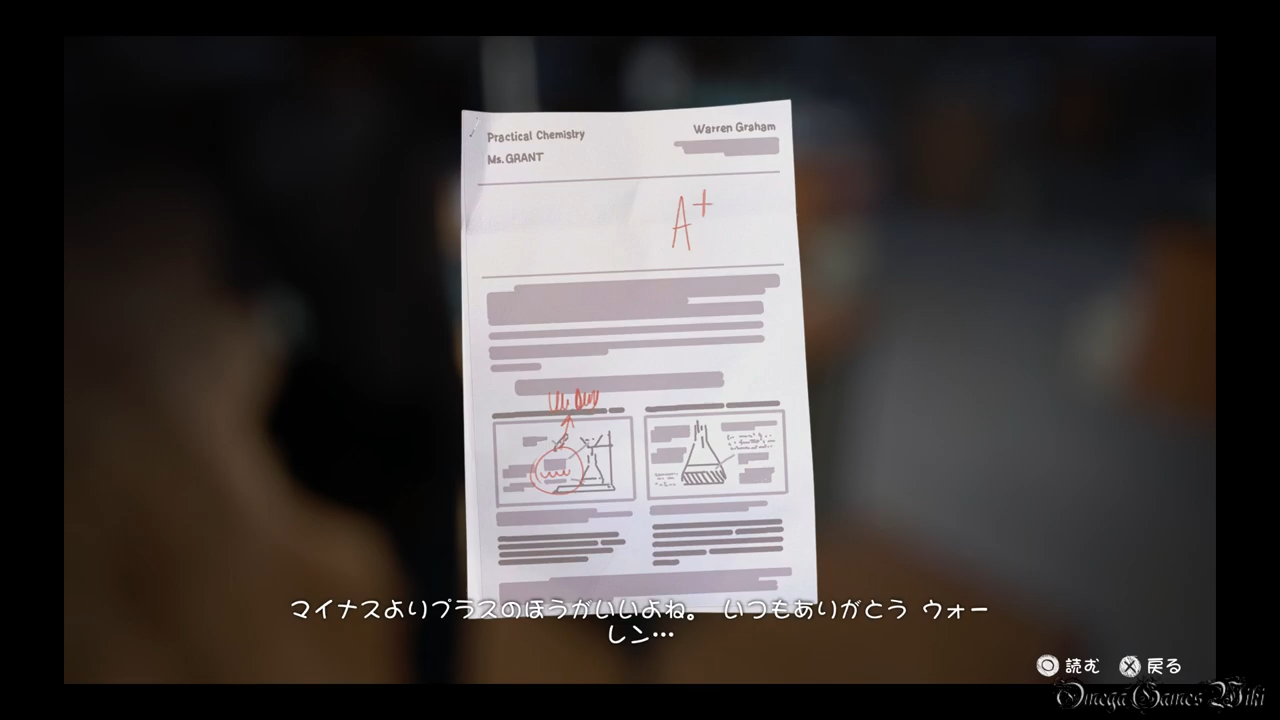 Practical Chemistry
Warren Graham
Ms. GRANT
A+
マイナスよりプラスのほうがいいよね。 いつもありがとう ウォー
レン…
読む 戻る
Omega Games Wiki